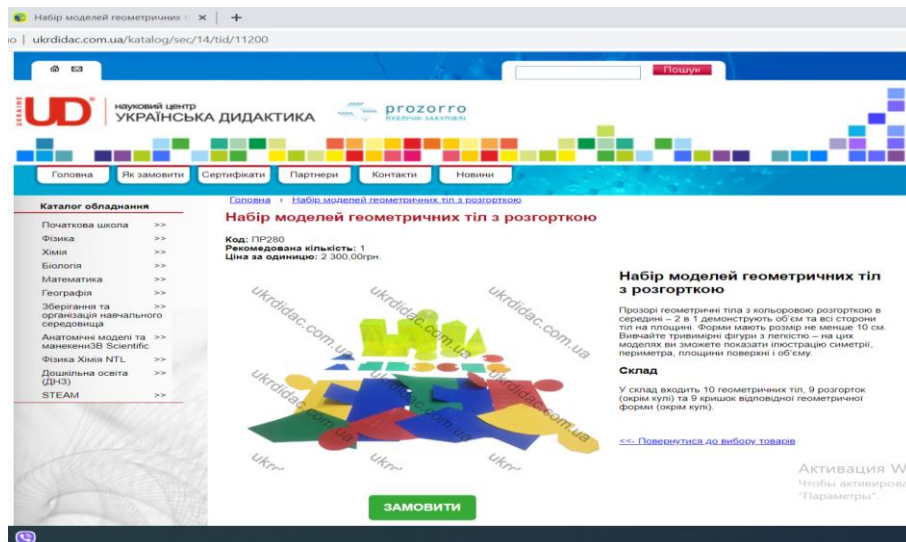 Набір моделей геометричних ті
ukrdidac.com.ua/katalog/sec/14/tid/11200
Пошук
UKRAINE
UD
науковий центр
УКРАЇНСЬКА ДИДАКТИКА
prozorro
ПУБЛІЧНІ ЗАКУПІВЛІ
Головна
Як замовити
Сертифікати
Партнери
Контакти
Новини
Каталог обладнання
Початкова школа >>
Фізика >>
Хімія >>
Біологія >>
Математика >>
Географія >>
Зберігання та >>
організація навчального
середовища
Анатомічні моделі та >>
манекени3B Scientific
Фізика Хімія NTL >>
Дошкільна освіта >>
(ДНЗ)
STEAM >>
Головна › Набір моделей геометричних тіл з розгорткою
Набір моделей геометричних тіл з розгорткою
Код: ПР280
Рекомедована кількість: 1
Ціна за одиницю: 2 300,00грн.
ukrdidac.com.ua
ukrdidac.com.ua
ukrdidac.com.ua
ukrdidac.com.ua
ukrdidac.com.ua
ЗАМОВИТИ
Набір моделей геометричних тіл
з розгорткою
Прозорі геометричні тіла з кольоровою розгорткою в
середині – 2 в 1 демонструють об'єм та всі сторони
тіл на площині. Форми мають розмір не менше 10 см.
Вивчайте тривимірні фігури з легкістю – на цих
моделях ви зможете показати ілюстрацію симетрії,
периметра, площини поверхні і об'єму.
Склад
У склад входить 10 геометричних тіл, 9 розгорток
(окрім кулі) та 9 кришок відповідної геометричної
форми (окрім кулі).
<<- Повернутися до вибору товарів
Активация W
Чтобы активирова
"Параметры".